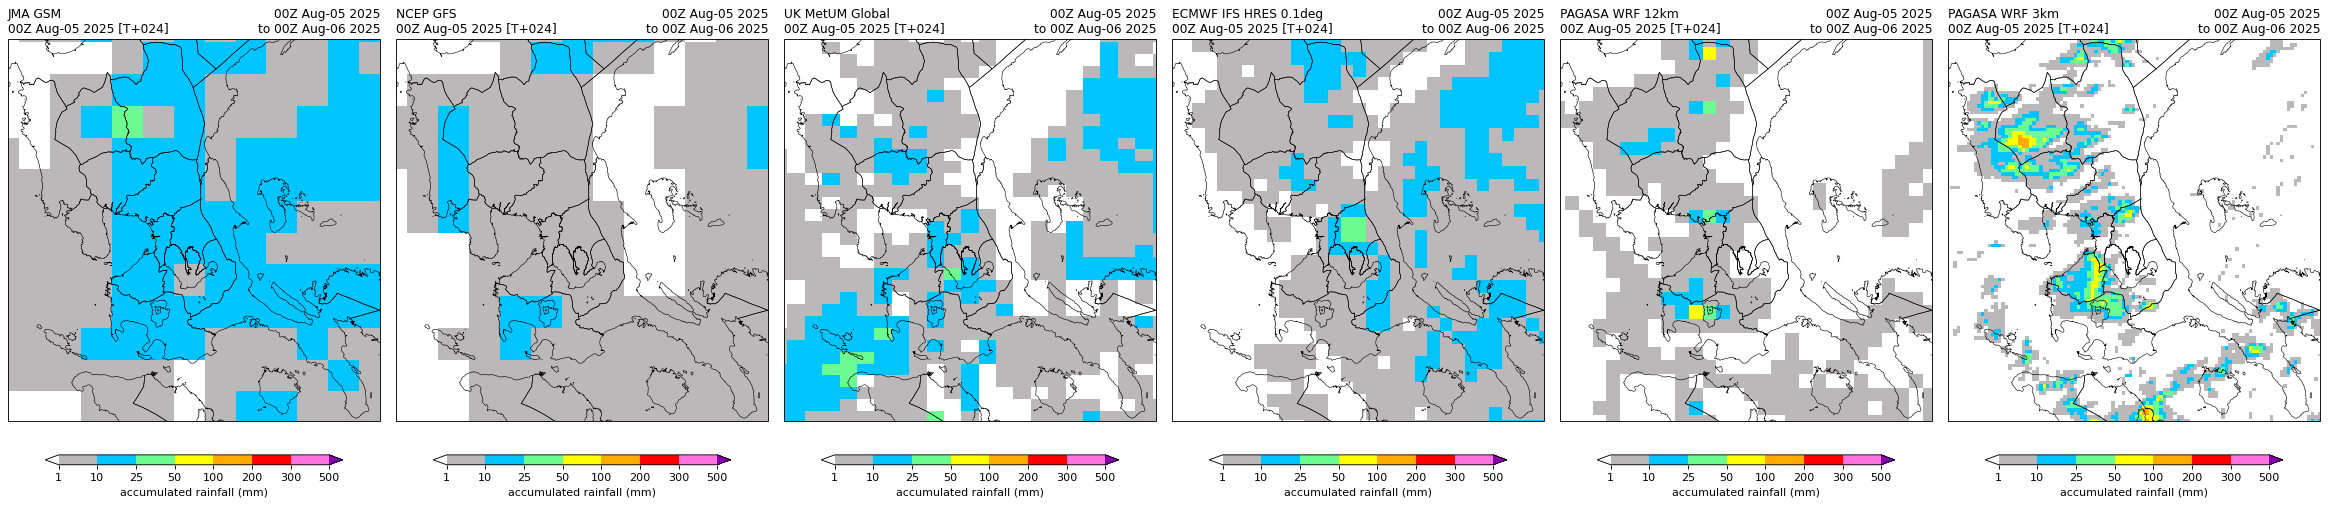 JMA GSM 00Z Aug-05 2025
00Z Aug-05 2025 [T+024] to 00Z Aug-06 2025
NCEP GFS 00Z Aug-05 2025
00Z Aug-05 2025 [T+024] to 00Z Aug-06 2025
UK MetUM Global 00Z Aug-05 2025
00Z Aug-05 2025 [T+024] to 00Z Aug-06 2025
ECMWF IFS HRES 0.1deg 00Z Aug-05 2025
00Z Aug-05 2025 [T+024] to 00Z Aug-06 2025
PAGASA WRF 12km 00Z Aug-05 2025
00Z Aug-05 2025 [T+024] to 00Z Aug-06 2025
PAGASA WRF 3km 00Z Aug-05 2025
00Z Aug-05 2025 [T+024] to 00Z Aug-06 2025
1 10 25 50 100 200 300 500
accumulated rainfall (mm)
1 10 25 50 100 200 300 500
accumulated rainfall (mm)
1 10 25 50 100 200 300 500
accumulated rainfall (mm)
1 10 25 50 100 200 300 500
accumulated rainfall (mm)
1 10 25 50 100 200 300 500
accumulated rainfall (mm)
1 10 25 50 100 200 300 500
accumulated rainfall (mm)